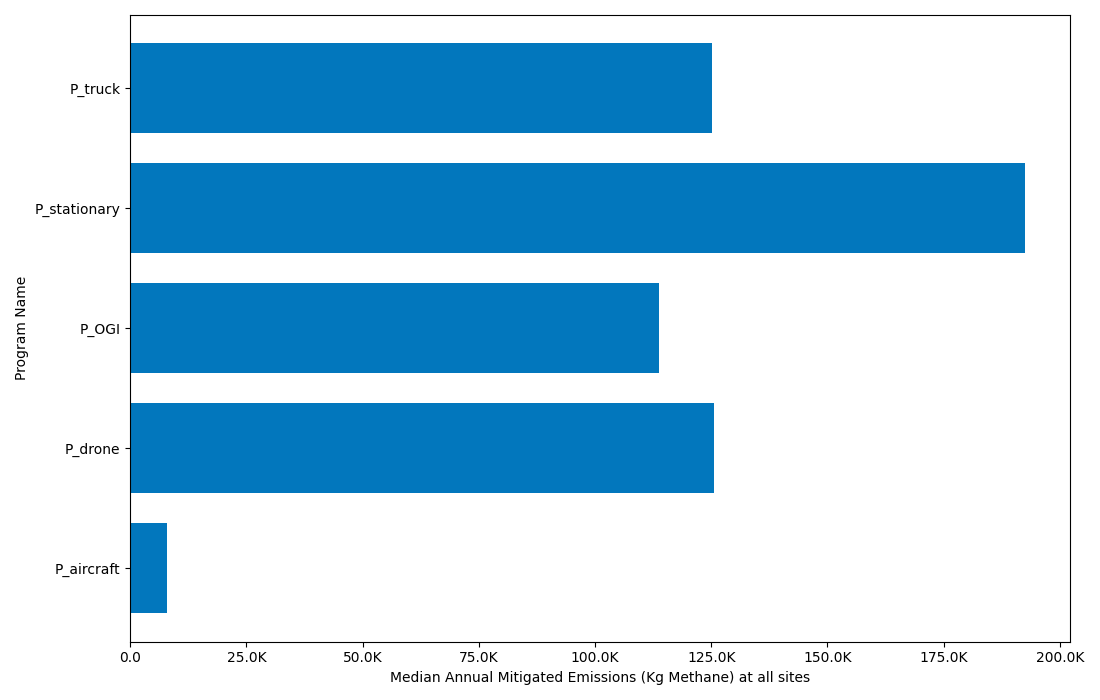 P_truck
P_stationary
P_OGI
P_drone
P_aircraft
Program Name
0.0 25.0K 50.0K 75.0K 100.0K 125.0K 150.0K 175.0K 200.0K
Median Annual Mitigated Emissions (Kg Methane) at all sites